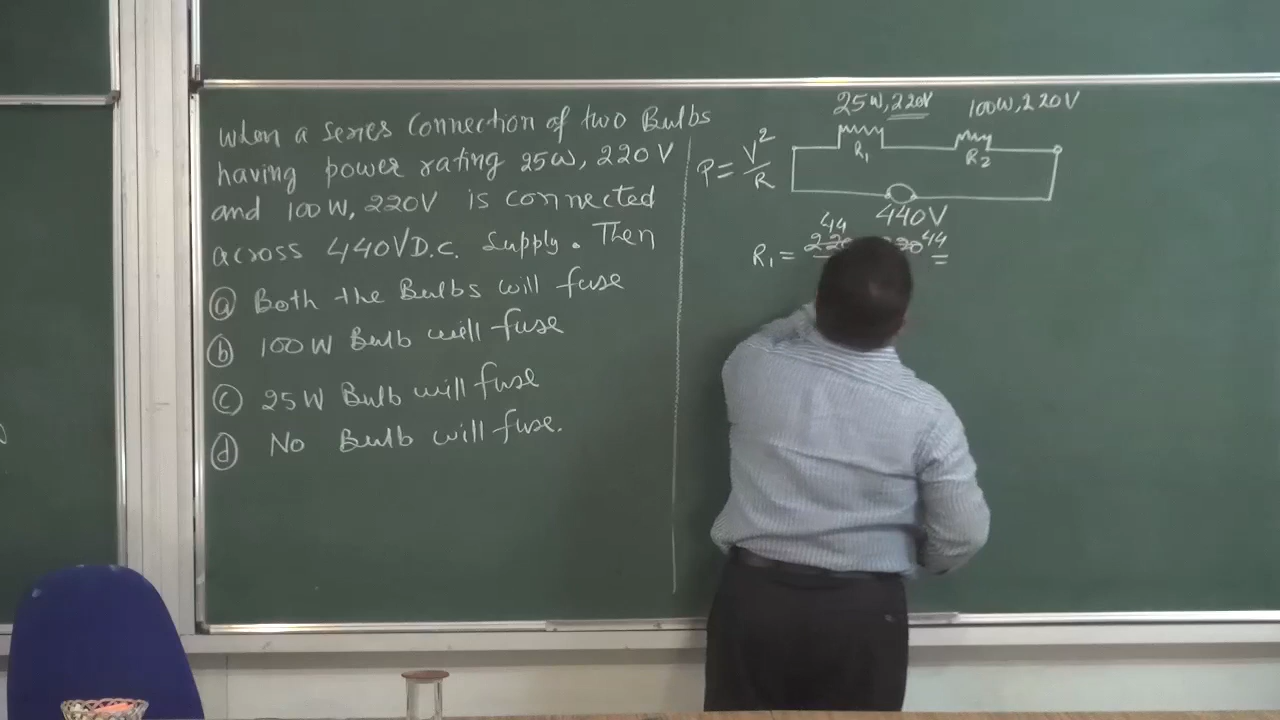 when a series Connection of two Bulbs
having power rating 25W, 220V
and 100W, 220V is connected
across 440V D.C. Supply. Then
(a) Both the Bulbs will fuse
(b) 100W Bulb will fuse
(c) 25W Bulb will fuse
(d) No Bulb will fuse.
25W, 220V 100W, 220V
R1 R2
P = V²/R
440V
44 44
R1 = =